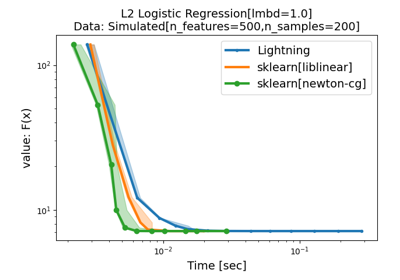 L2 Logistic Regression[lmbd=1.0]
Data: Simulated[n_features=500,n_samples=200]
Lightning
sklearn[liblinear]
sklearn[newton-cg]
value: F(x)
10²
10¹
10⁻²
10⁻¹
Time [sec]